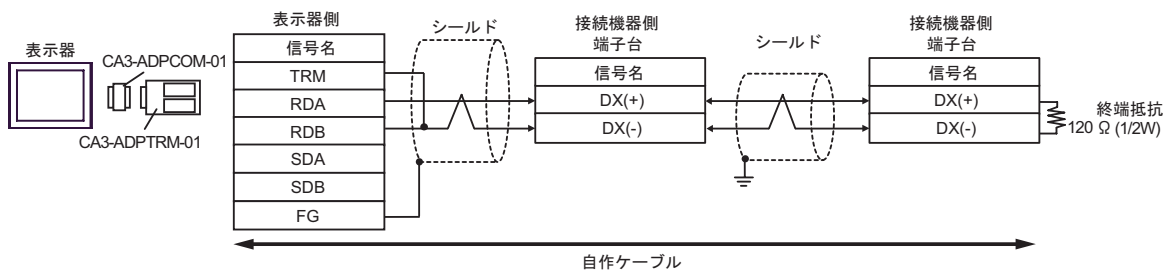 表示器
CA3-ADPCOM-01
CA3-ADPTRM-01
表示器側
信号名
TRM
RDA
RDB
SDA
SDB
FG
シールド
接続機器側
端子台
信号名
DX(+)
DX(-)
シールド
接続機器側
端子台
信号名
DX(+)
DX(-)
終端抵抗
120 Ω (1/2W)
自作ケーブル